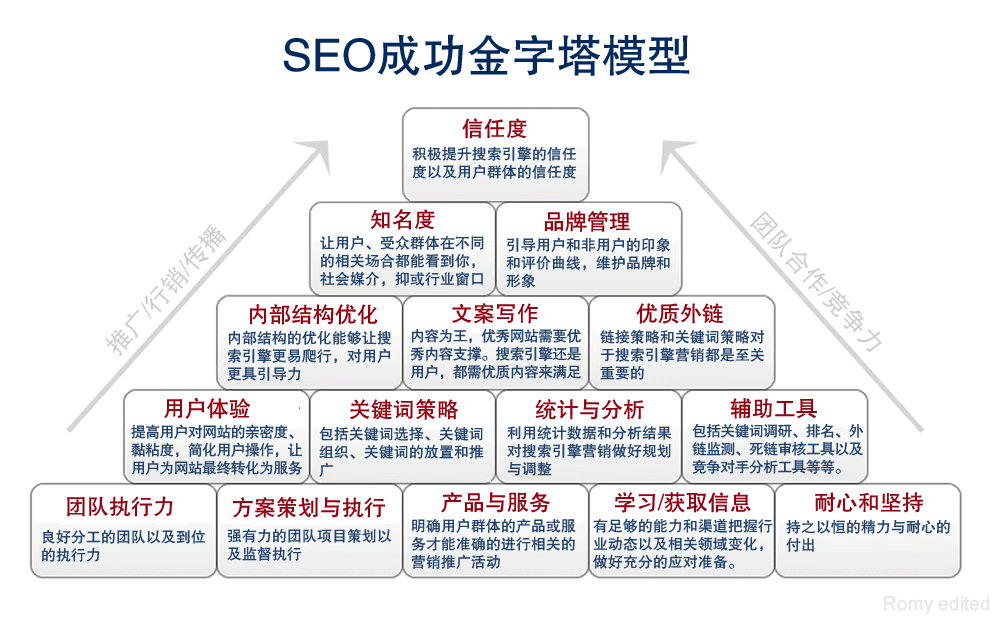 SEO成功金字塔模型
信任度
积极提升搜索引擎的信任
度以及用户群体的信任度
推广/行销/传播
团队合作/竞争力
知名度
让用户、受众群体在不同
的相关场合都能看到你,
社会媒介，抑或行业窗口
品牌管理
引导用户和非用户的印象
和评价曲线，维护品牌和
形象
内部结构优化
内部结构的优化能够让搜
索引擎更易爬行，对用户
更具引导力
文案写作
内容为王，优秀网站需要优
秀内容支撑。搜索引擎还是
用户，都需优质内容来满足
优质外链
链接策略和关键词策略对
于搜索引擎营销都是至关
重要的
用户体验
提高用户对网站的亲密度、
黏粘度，简化用户操作，让
用户为网站最终转化为服务
关键词策略
包括关键词选择、关键词
组织、关键词的放置和推
广
统计与分析
利用统计数据和分析结果
对搜索引擎营销做好规划
与调整
辅助工具
包括关键词调研、排名、外
链监测、死链审核工具以及
竞争对手分析工具等等。
团队执行力
良好分工的团队以及到位
的执行力
方案策划与执行
强有力的团队项目策划以
及监督执行
产品与服务
明确用户群体的产品或服
务才能准确的进行相关的
营销推广活动
学习/获取信息
有足够的能力和渠道把握行
业动态以及相关领域变化，
做好充分的应对准备。
耐心和坚持
持之以恒的精力与耐心的
付出
Romy edited